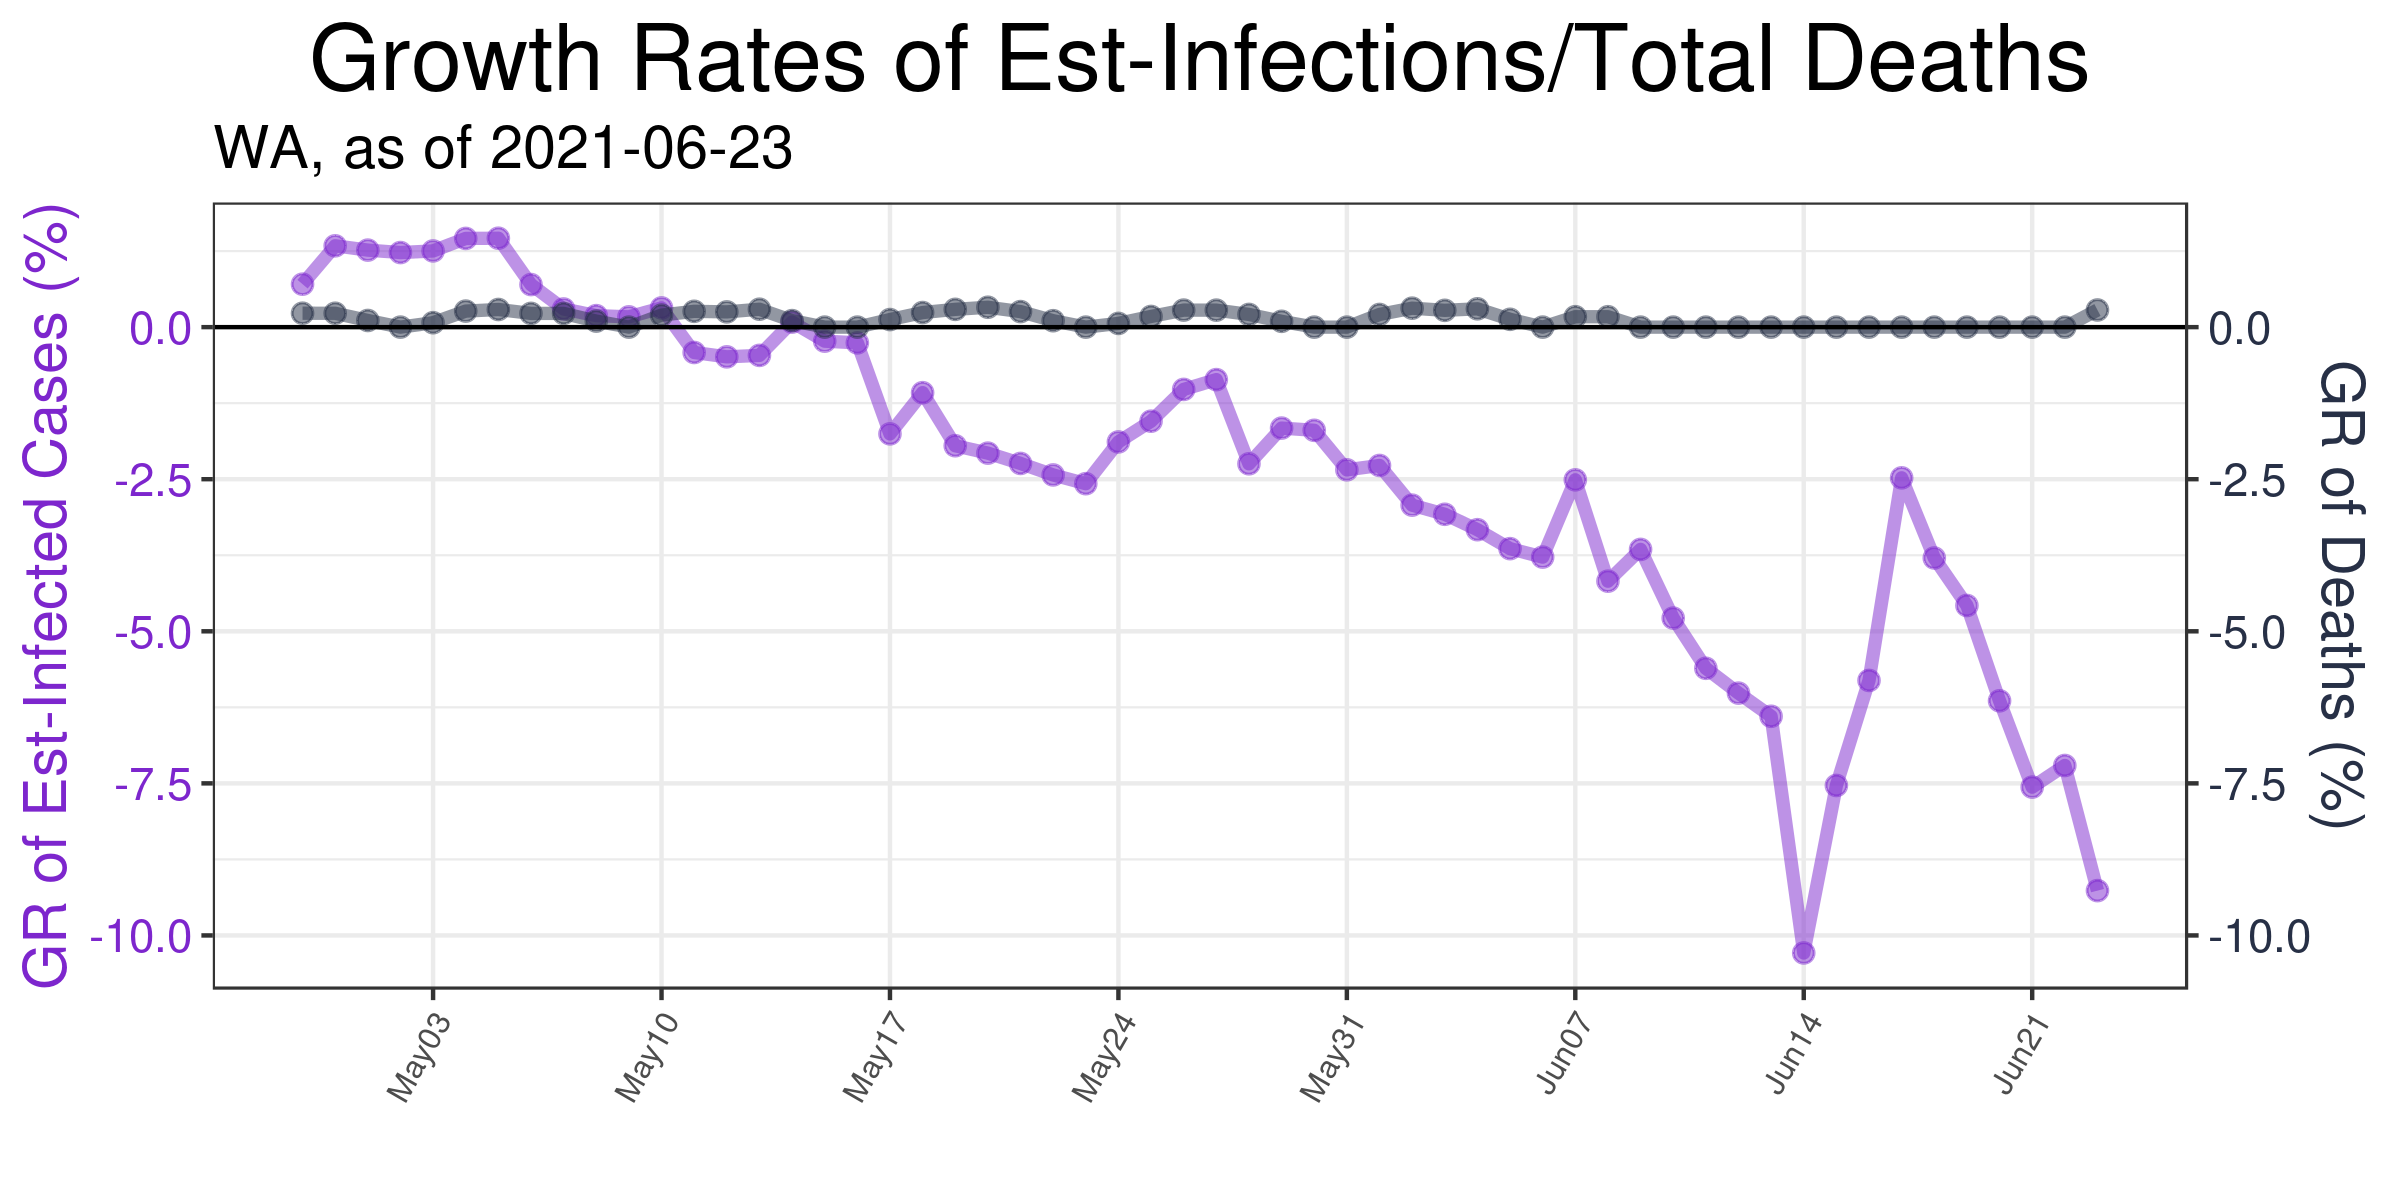 Growth Rates of Est-Infections/Total Deaths
WA, as of 2021-06-23
GR of Est-Infected Cases (%)
0.0
-2.5
-5.0
-7.5
-10.0
0.0
-2.5
-5.0
-7.5
-10.0
GR of Deaths (%)
May03
May10
May17
May24
May31
Jun07
Jun14
Jun21